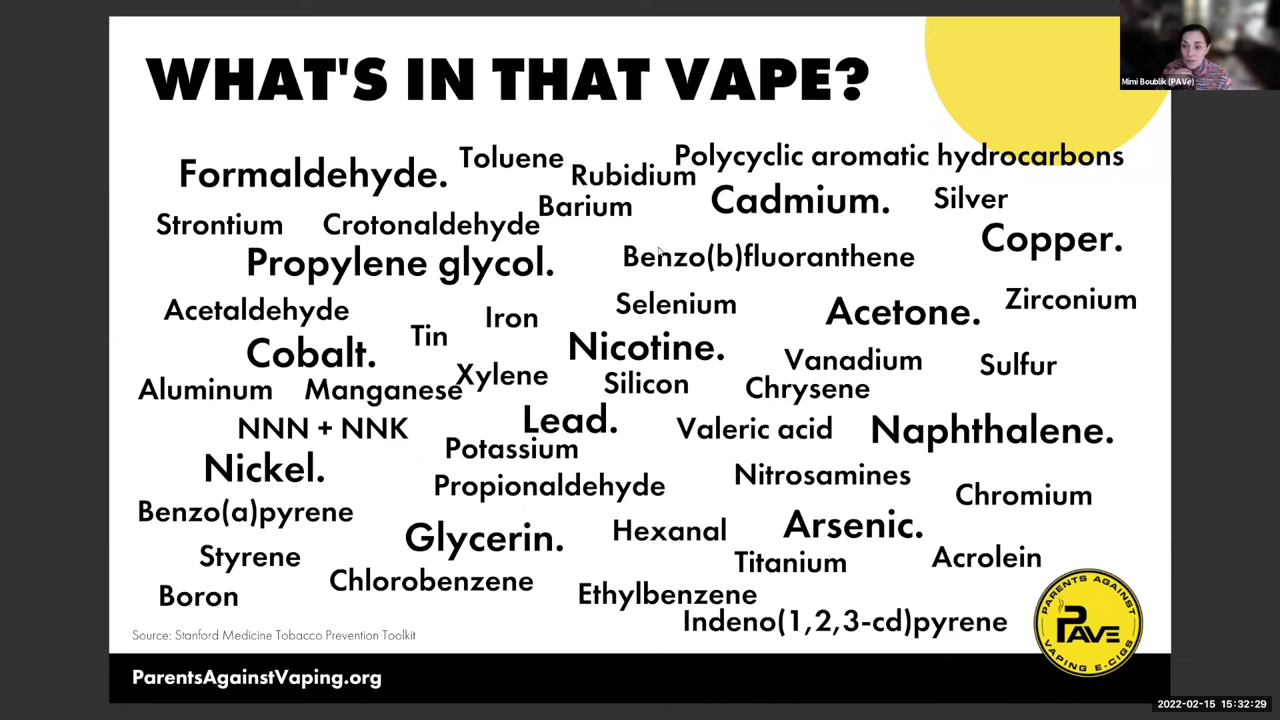 WHAT'S IN THAT VAPE?
Mimi Boublik (PAVe)
Formaldehyde. Toluene Rubidium Polycyclic aromatic hydrocarbons
Strontium Crotonaldehyde Barium Cadmium. Silver
Propylene glycol. Benzo(b)fluoranthene Copper.
Acetaldehyde Tin Iron Selenium Acetone. Zirconium
Cobalt. Nicotine. Vanadium Sulfur
Aluminum Manganese Xylene Silicon Chrysene
NNN + NNK Lead. Valeric acid Naphthalene.
Nickel. Potassium Nitrosamines
Propionaldehyde Chromium
Benzo(a)pyrene Glycerin. Hexanal Arsenic.
Styrene Titanium Acrolein
Boron Chlorobenzene Ethylbenzene
Indeno(1,2,3-cd)pyrene
Source: Stanford Medicine Tobacco Prevention Toolkit
PARENTS AGAINST
PAVE
VAPING E-CIGS
ParentsAgainstVaping.org
2022-02-15 15:32:29